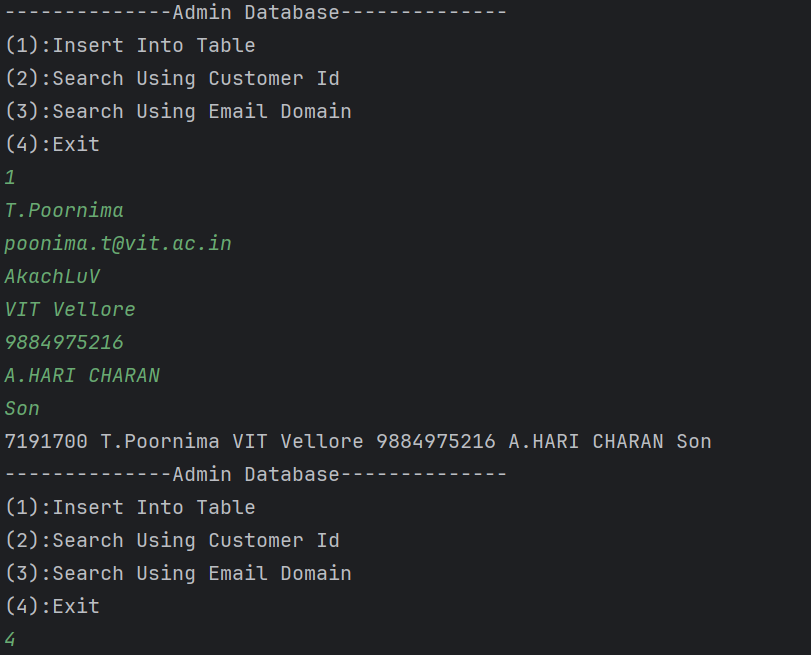 --------------Admin Database--------------
(1):Insert Into Table
(2):Search Using Customer Id
(3):Search Using Email Domain
(4):Exit
1
T.Poornima
poonima.t@vit.ac.in
AkachLuV
VIT Vellore
9884975216
A.HARI CHARAN
Son
7191700 T.Poornima VIT Vellore 9884975216 A.HARI CHARAN Son
--------------Admin Database--------------
(1):Insert Into Table
(2):Search Using Customer Id
(3):Search Using Email Domain
(4):Exit
4